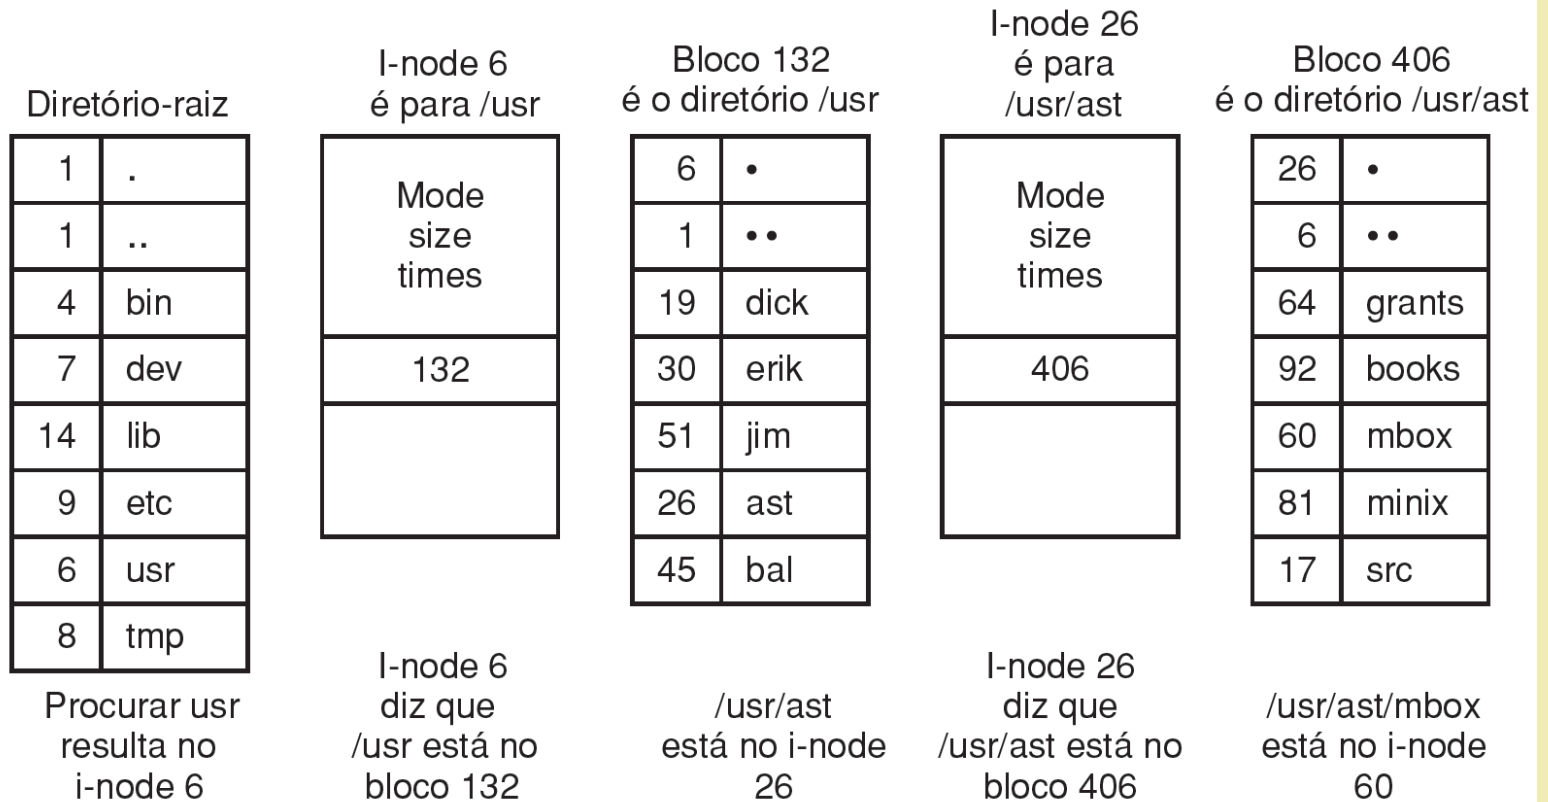 Diretório-raiz
1 .
1 ..
4 bin
7 dev
14 lib
9 etc
6 usr
8 tmp
Procurar usr
resulta no
i-node 6
I-node 6
é para /usr
Mode
size
times
132
I-node 6
diz que
/usr está no
bloco 132
Bloco 132
é o diretório /usr
6 •
1 ••
19 dick
30 erik
51 jim
26 ast
45 bal
/usr/ast
está no i-node
26
I-node 26
é para
/usr/ast
Mode
size
times
406
I-node 26
diz que
/usr/ast está no
bloco 406
Bloco 406
é o diretório /usr/ast
26 •
6 ••
64 grants
92 books
60 mbox
81 minix
17 src
/usr/ast/mbox
está no i-node
60